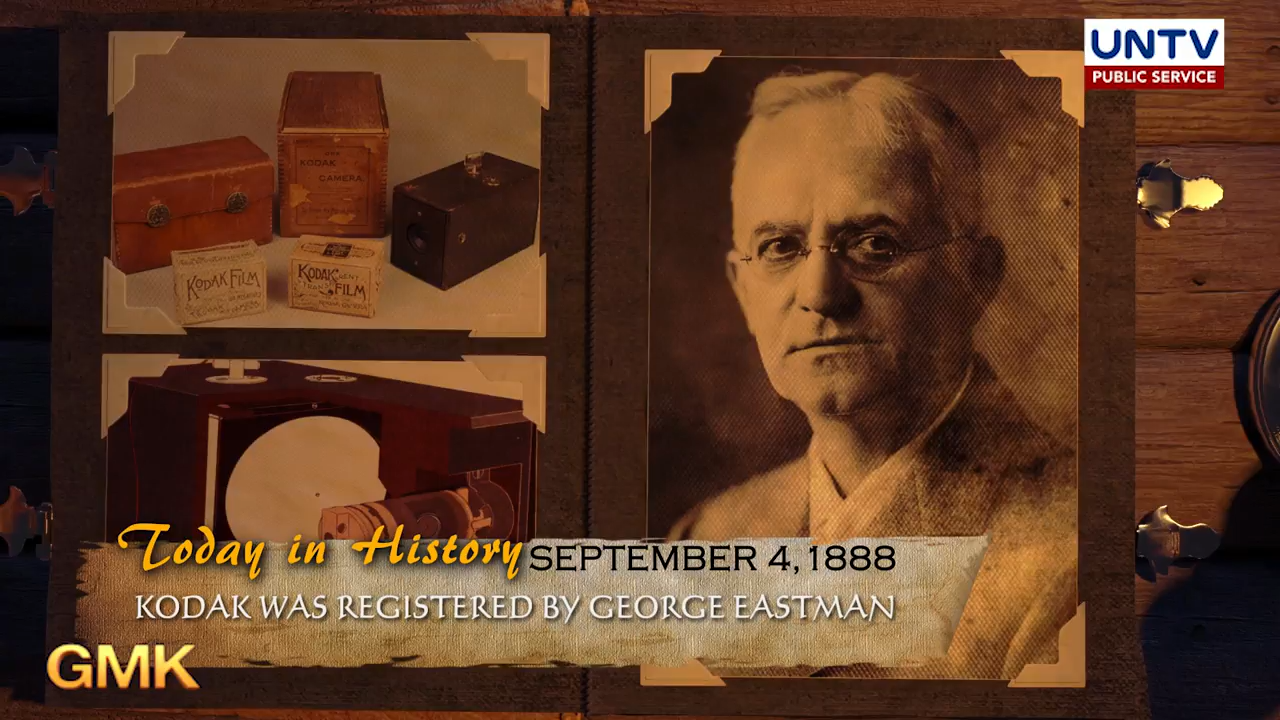 UNTV
PUBLIC SERVICE
KODAK
CAMERA
KODAK FILM
KODAK
FILM
Today in History SEPTEMBER 4, 1888
KODAK WAS REGISTERED BY GEORGE EASTMAN
GMK